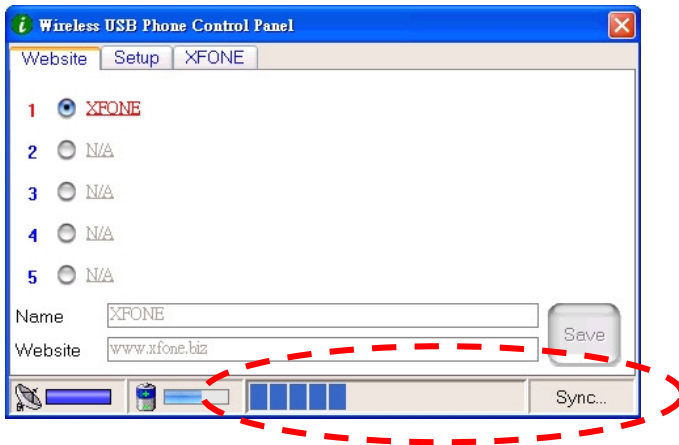 Wireless USB Phone Control Panel
Website Setup XFONE
1 XFONE
2 N/A
3 N/A
4 N/A
5 N/A
Name XFONE
Website www.xfone.biz
Save
Sync...